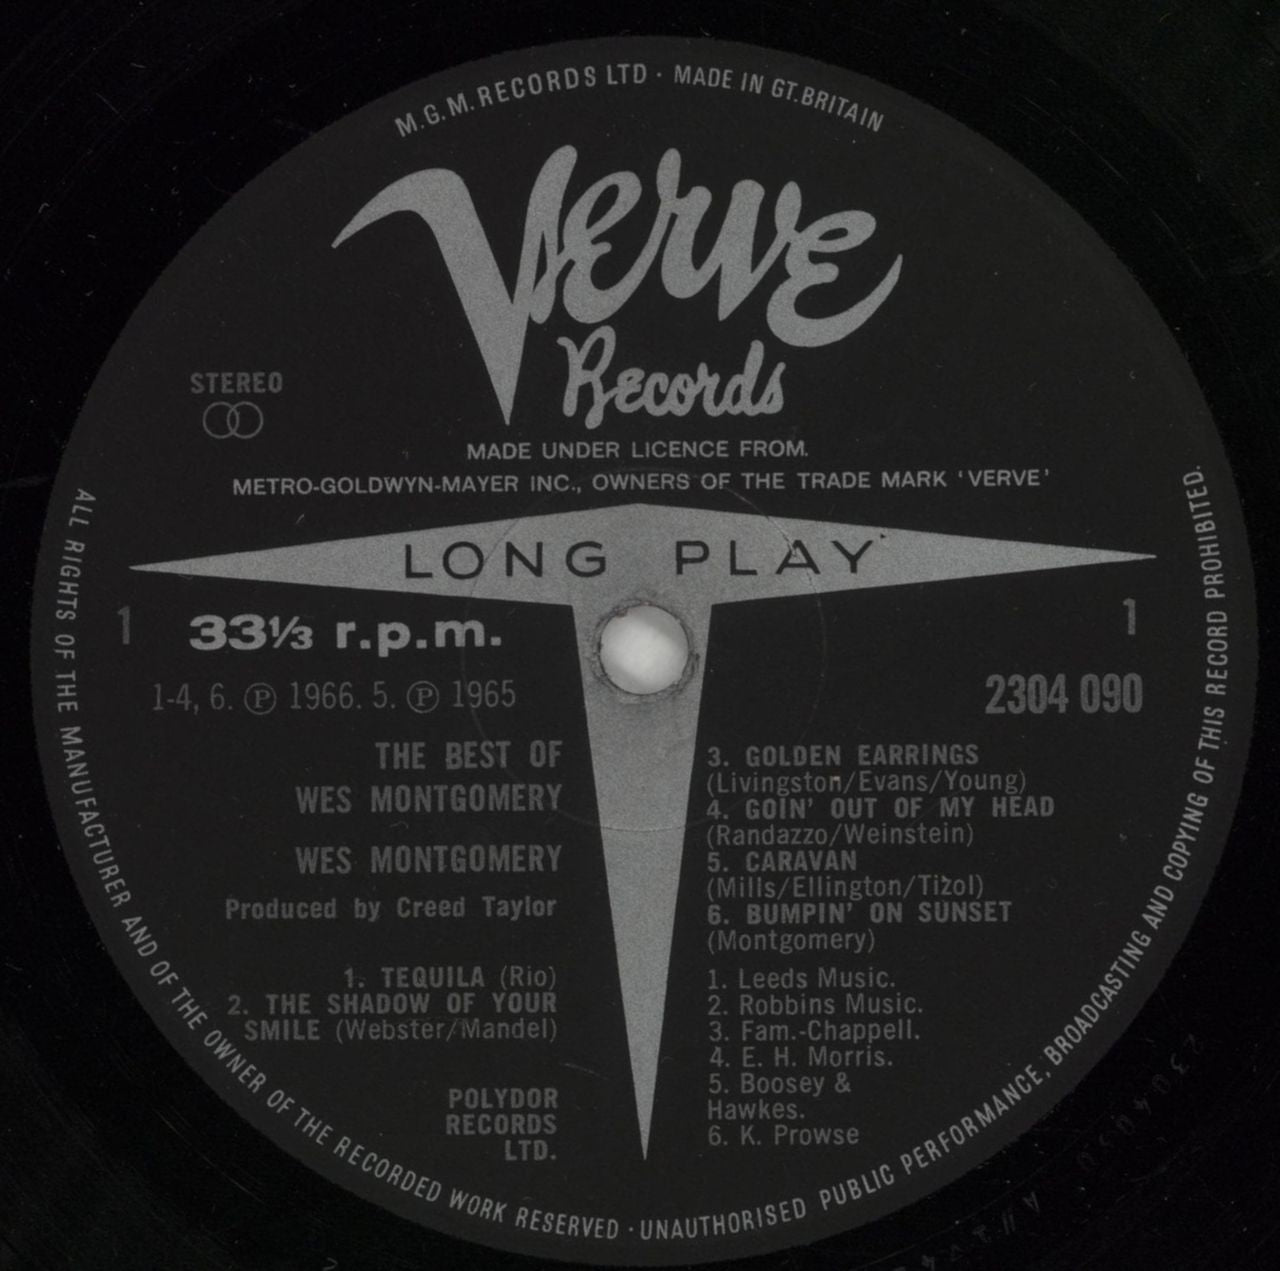 M.G.M. RECORDS LTD · MADE IN GT. BRITAIN
Verve
Records
STEREO
MADE UNDER LICENCE FROM.
METRO-GOLDWYN-MAYER INC., OWNERS OF THE TRADE MARK 'VERVE'
LONG PLAY
1
33⅓ r.p.m.
1
1-4, 6. ℗ 1966. 5. ℗ 1965
2304 090
THE BEST OF
WES MONTGOMERY
WES MONTGOMERY
Produced by Creed Taylor
1. TEQUILA (Rio)
2. THE SHADOW OF YOUR
SMILE (Webster/Mandel)
POLYDOR
RECORDS
LTD.
3. GOLDEN EARRINGS
(Livingston/Evans/Young)
4. GOIN' OUT OF MY HEAD
(Randazzo/Weinstein)
5. CARAVAN
(Mills/Ellington/Tizol)
6. BUMPIN' ON SUNSET
(Montgomery)
1. Leeds Music.
2. Robbins Music.
3. Fam.-Chappell.
4. E. H. Morris.
5. Boosey &
Hawkes.
6. K. Prowse
ALL RIGHTS OF THE MANUFACTURER AND OF THE OWNER OF THE RECORDED WORK RESERVED · UNAUTHORISED PUBLIC PERFORMANCE, BROADCASTING AND COPYING OF THIS RECORD PROHIBITED.